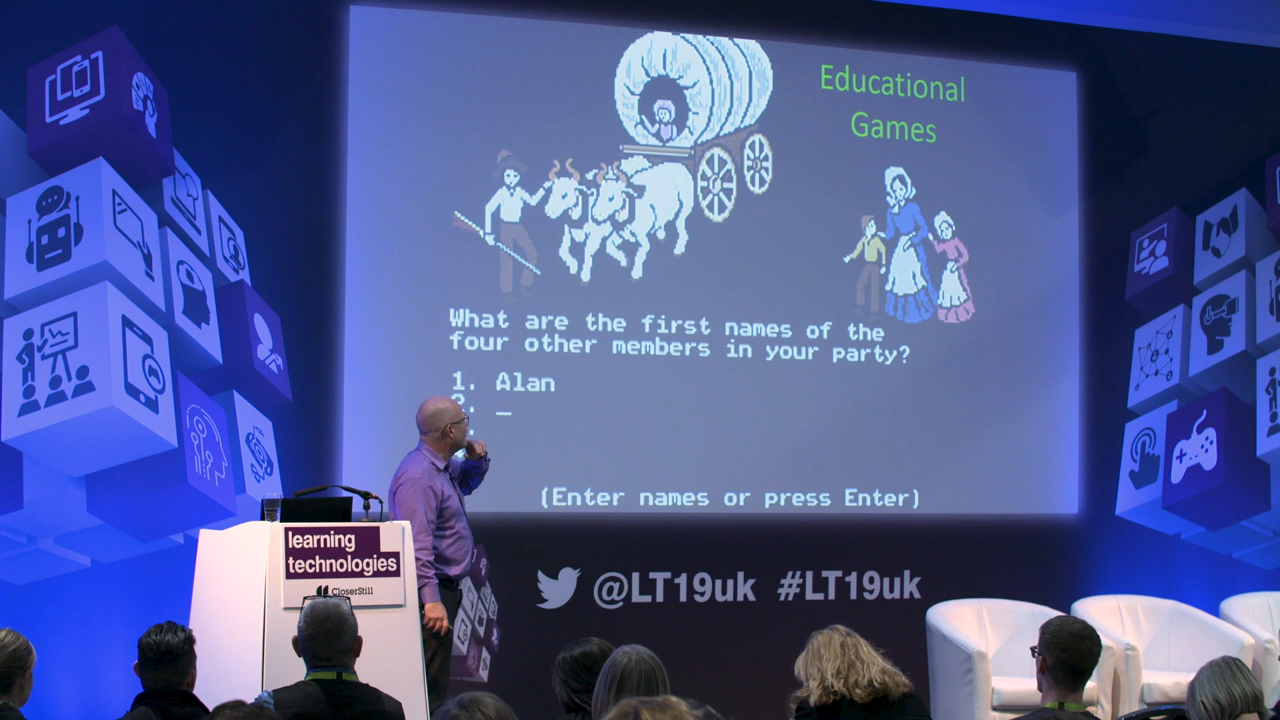 Educational
Games
What are the first names of the
four other members in your party?
1. Alan
2. _
(Enter names or press Enter)
learning
technologies
CloserStill
@LT19uk #LT19uk